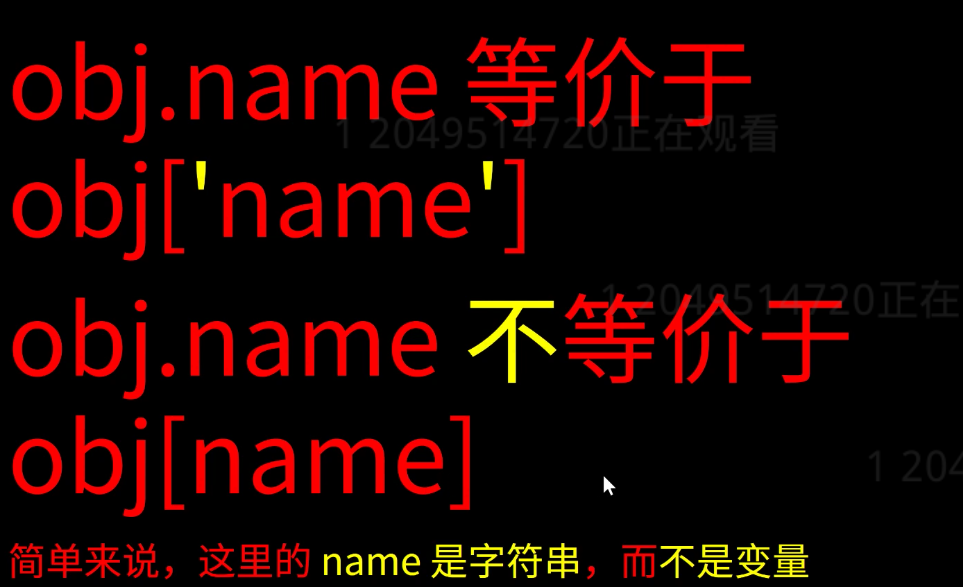 obj.name 等价于
1 2049514720正在观看
obj['name']
1 2049514720正在
obj.name 不等价于
obj[name]
1 204
简单来说，这里的 name 是字符串，而不是变量